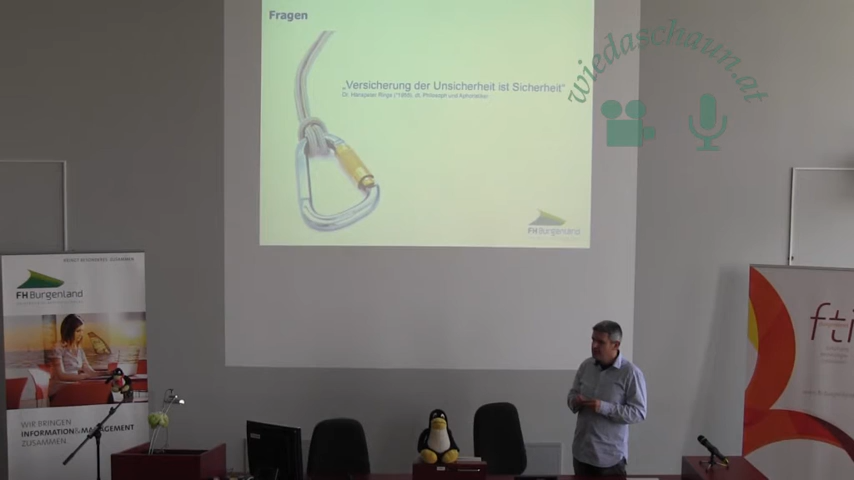 Fragen
„Versicherung der Unsicherheit ist Sicherheit“
FH Burgenland
wiedaschaun.at
FH Burgenland
WIR BRINGEN
INFORMATION & MANAGEMENT
ZUSAMMEN.
fti